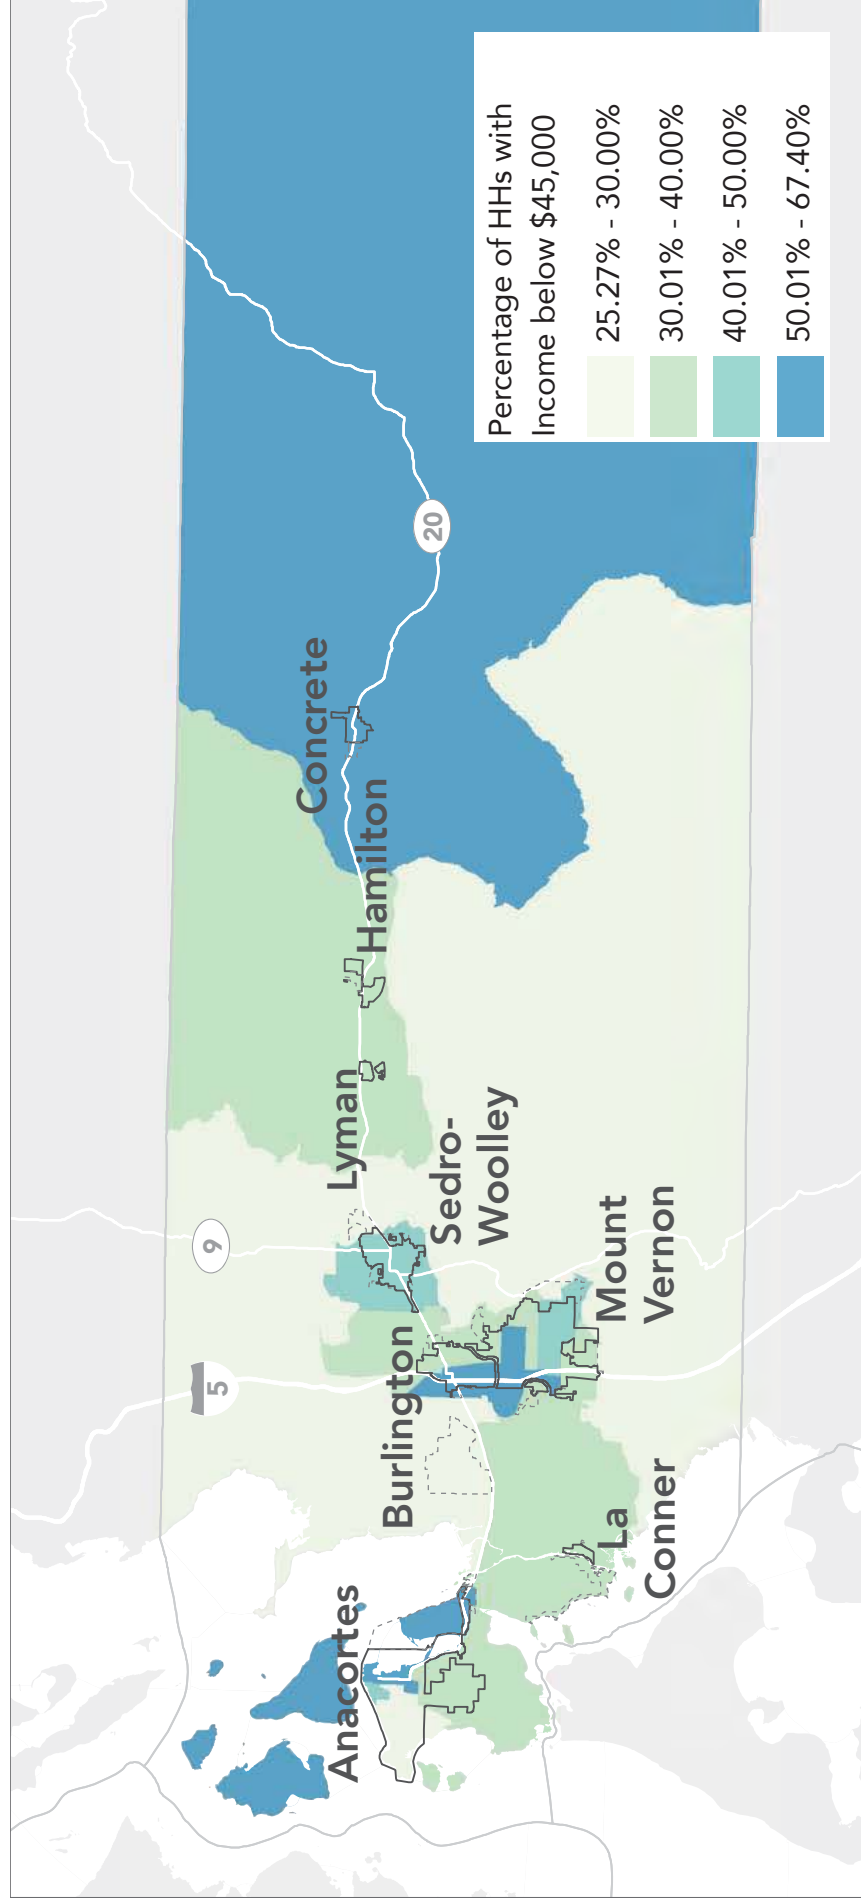 Anacortes
La
Conner
Burlington
Mount
Vernon
Sedro-
Woolley
Lyman
Hamilton
Concrete
5
9
20
Percentage of HHs with
Income below $45,000
25.27% - 30.00%
30.01% - 40.00%
40.01% - 50.00%
50.01% - 67.40%